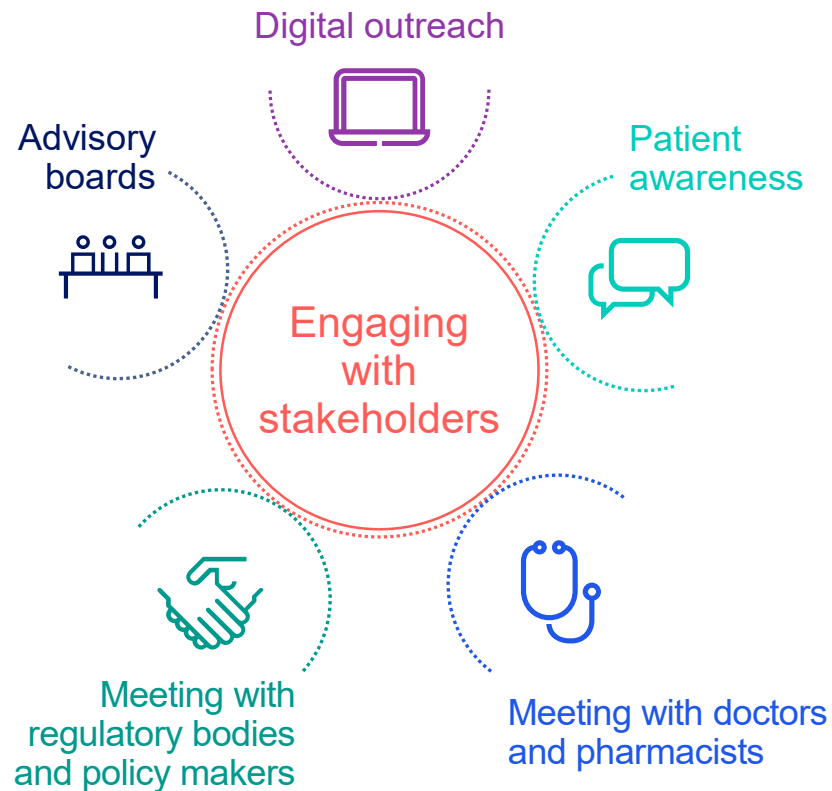 Digital outreach
Advisory
boards
Patient
awareness
Engaging
with
stakeholders
Meeting with
regulatory bodies
and policy makers
Meeting with doctors
and pharmacists